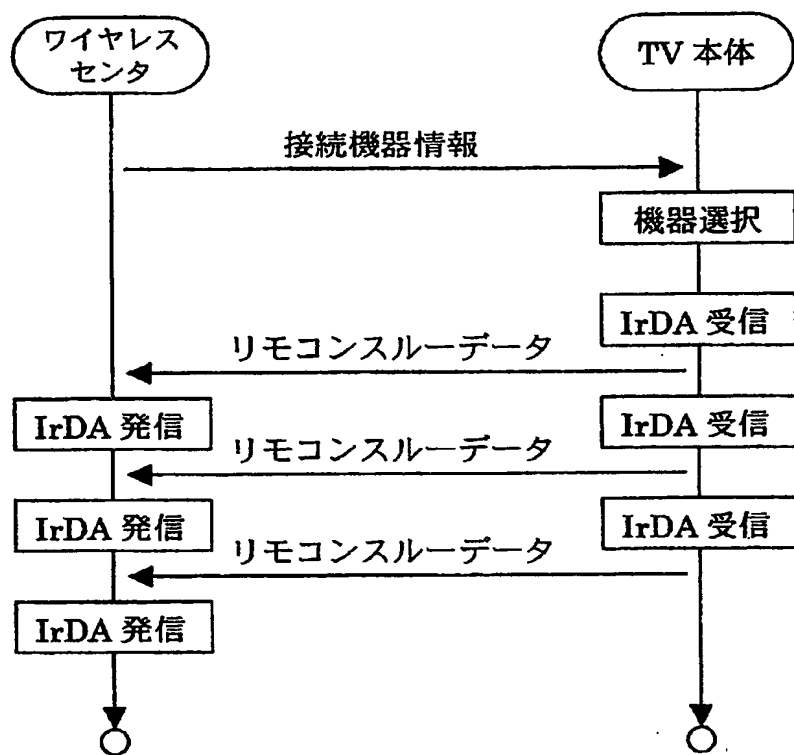 ワイヤレス
センタ
TV 本体
接続機器情報
機器選択
IrDA 受信
リモコンスルーデータ
IrDA 発信
IrDA 受信
リモコンスルーデータ
IrDA 発信
IrDA 受信
リモコンスルーデータ
IrDA 発信